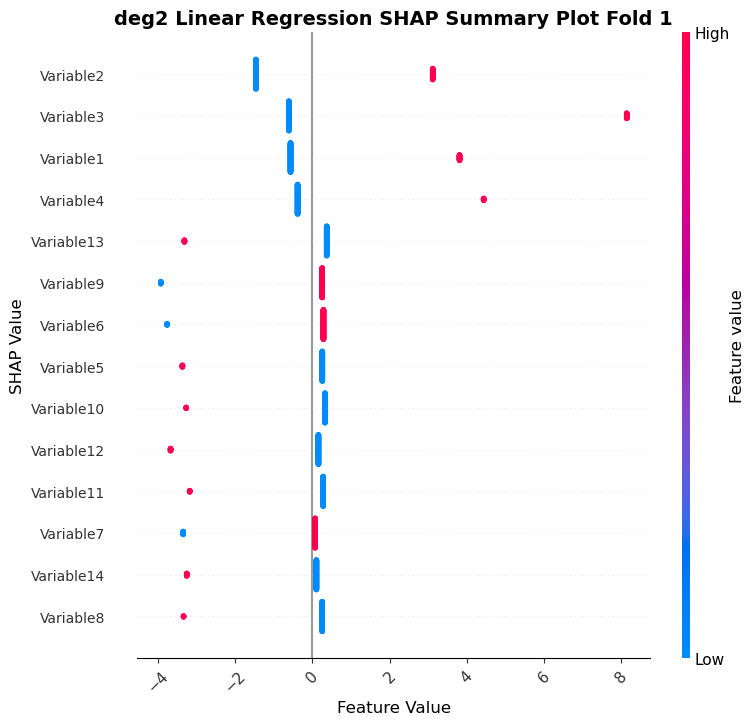 deg2 Linear Regression SHAP Summary Plot Fold 1
High
Variable2
Variable3
Variable1
Variable4
Variable13
Variable9
Variable6
Variable5
Variable10
Variable12
Variable11
Variable7
Variable14
Variable8
SHAP Value
Feature value
Low
−4
−2
0
2
4
6
8
Feature Value